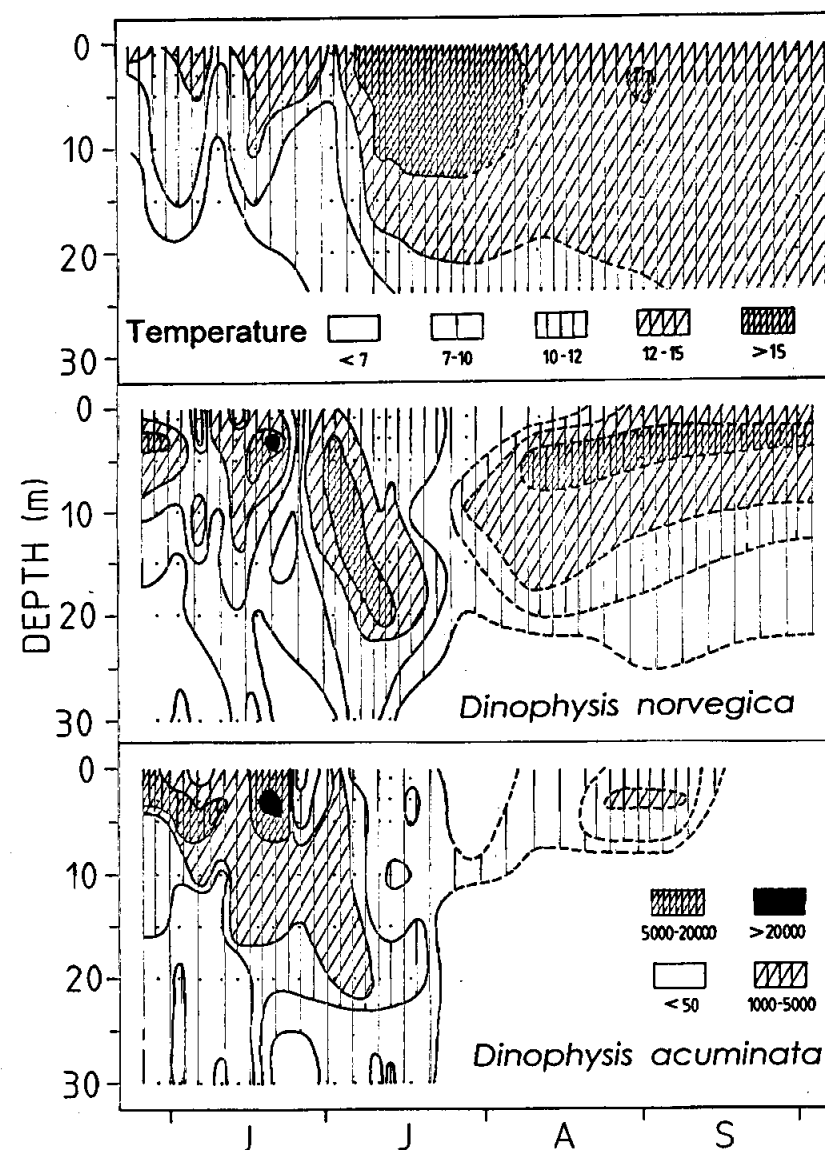 0
10
20
30
Temperature
<7
7-10
10-12
12-15
>15
DEPTH (m)
0
10
20
30
Dinophysis norvegica
0
10
20
30
5000-20000
>20000
<50
1000-5000
Dinophysis acuminata
J
J
A
S